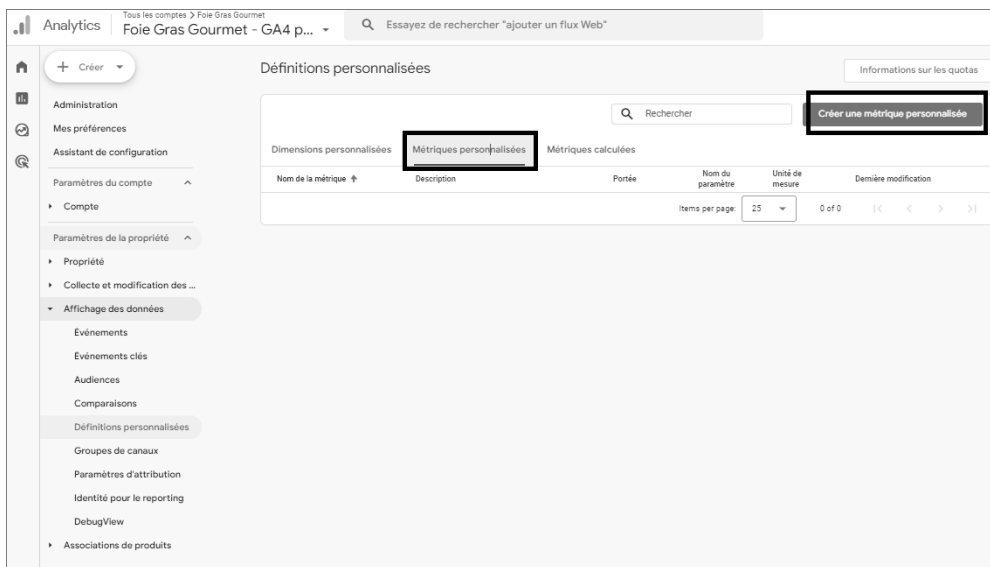 Analytics
Tous les comptes > Foie Gras Gourmet
Foie Gras Gourmet - GA4 p...
Essayez de rechercher "ajouter un flux Web"
Créer
Définitions personnalisées
Informations sur les quotas
Administration
Mes préférences
Assistant de configuration
Paramètres du compte
Compte
Paramètres de la propriété
Propriété
Collecte et modification des ...
Affichage des données
Événements
Événements clés
Audiences
Comparaisons
Définitions personnalisées
Groupes de canaux
Paramètres d'attribution
Identité pour le reporting
DebugView
Associations de produits
Rechercher
Créer une métrique personnalisée
Dimensions personnalisées
Métriques personnalisées
Métriques calculées
Nom de la métrique
Description
Portée
Nom du
paramètre
Unité de
mesure
Dernière modification
Items per page:
25
0 of 0